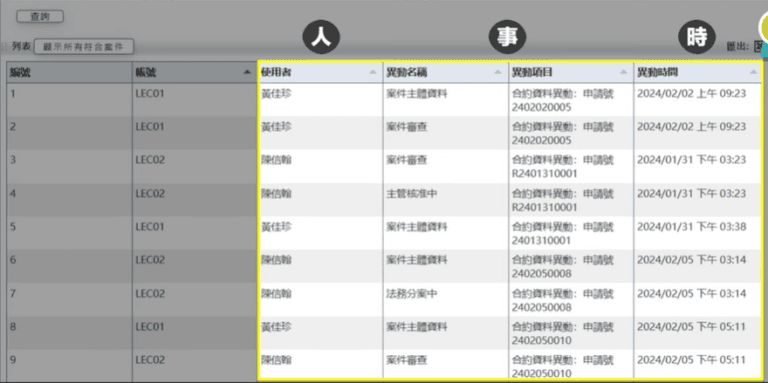 查詢
人 事 時
列表 顯示所有符合案件 匯出:
編號 帳號 使用者 異動名稱 異動項目 異動時間
1 LEC01 黃佳珍 案件主體資料 合約資料異動：申請號 2024/02/02 上午 09:23
2402020005
2 LEC01 黃佳珍 案件審查 合約資料異動：申請號 2024/02/02 上午 09:23
2402020005
3 LEC02 陳信翰 案件審查 合約資料異動：申請號 2024/01/31 下午 03:23
R2401310001
4 LEC02 陳信翰 主管核准中 合約資料異動：申請號 2024/01/31 下午 03:23
R2401310001
5 LEC01 黃佳珍 案件主體資料 合約資料異動：申請號 2024/01/31 下午 03:38
2401310001
6 LEC02 陳信翰 案件主體資料 合約資料異動：申請號 2024/02/05 下午 03:14
2402050008
7 LEC02 陳信翰 法務分案中 合約資料異動：申請號 2024/02/05 下午 03:14
2402050008
8 LEC01 黃佳珍 案件主體資料 合約資料異動：申請號 2024/02/05 下午 05:11
2402050010
9 LEC02 陳信翰 案件審查 合約資料異動：申請號 2024/02/05 下午 05:11
2402050010